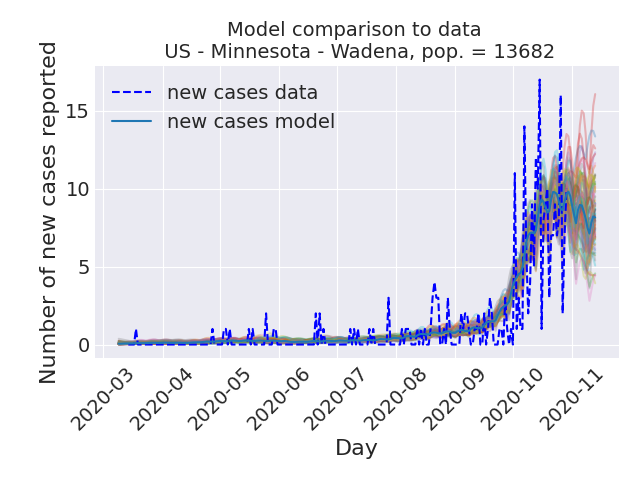 Model comparison to data
US - Minnesota - Wadena, pop. = 13682
Number of new cases reported
new cases data
new cases model
15
10
5
0
2020-03
2020-04
2020-05
2020-06
2020-07
2020-08
2020-09
2020-10
2020-11
Day